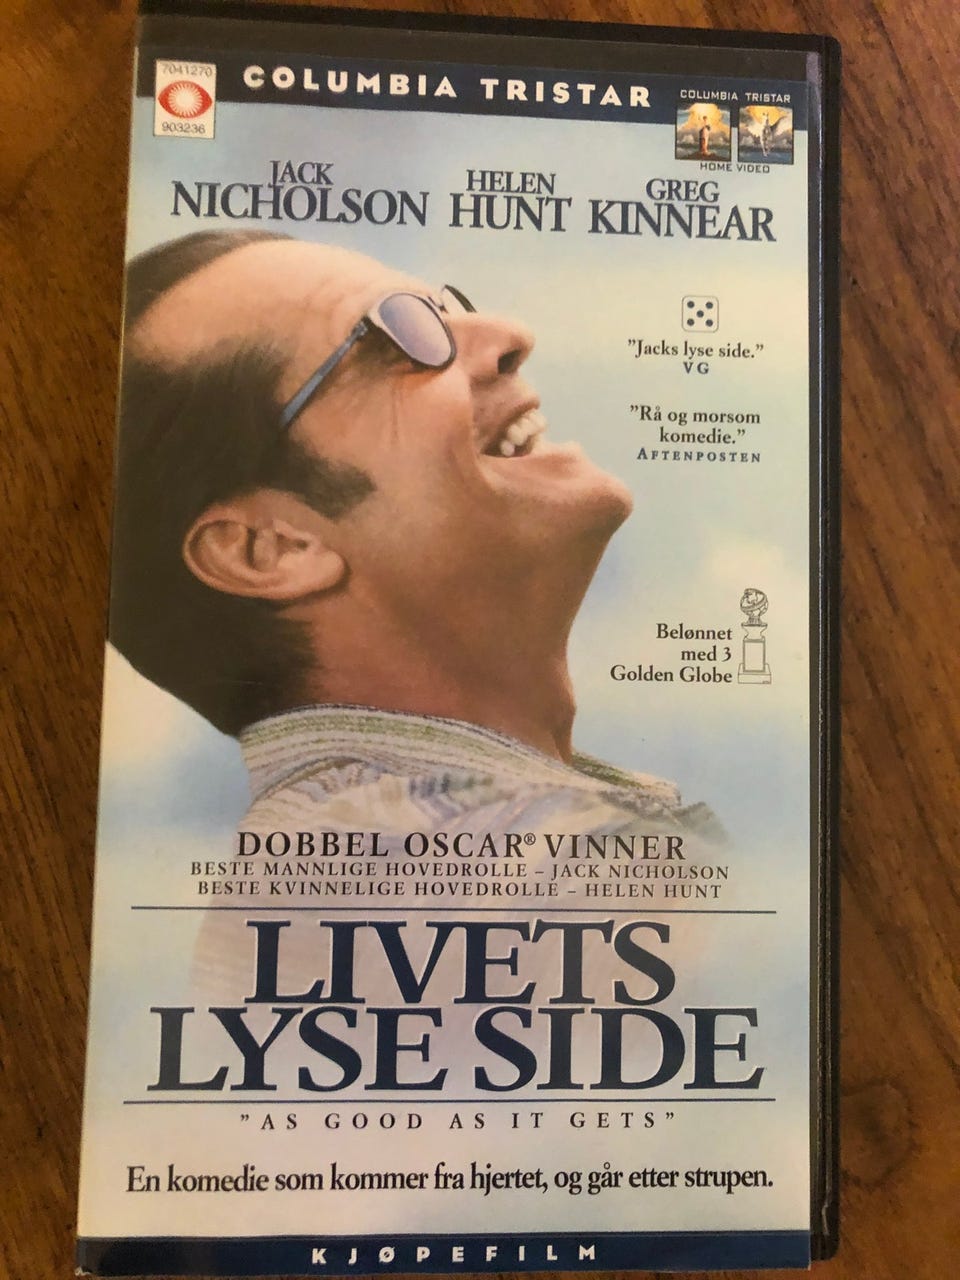 7041270
903236
COLUMBIA TRISTAR
COLUMBIA TRISTAR
HOME VIDEO
JACK
NICHOLSON
HELEN
HUNT
GREG
KINNEAR
"Jacks lyse side."
VG
"Rå og morsom
komedie."
AFTENPOSTEN
Belønnet
med 3
Golden Globe
DOBBEL OSCAR® VINNER
BESTE MANNLIGE HOVEDROLLE – JACK NICHOLSON
BESTE KVINNELIGE HOVEDROLLE – HELEN HUNT
LIVETS
LYSE SIDE
"AS GOOD AS IT GETS"
En komedie som kommer fra hjertet, og går etter strupen.
KJØPEFILM